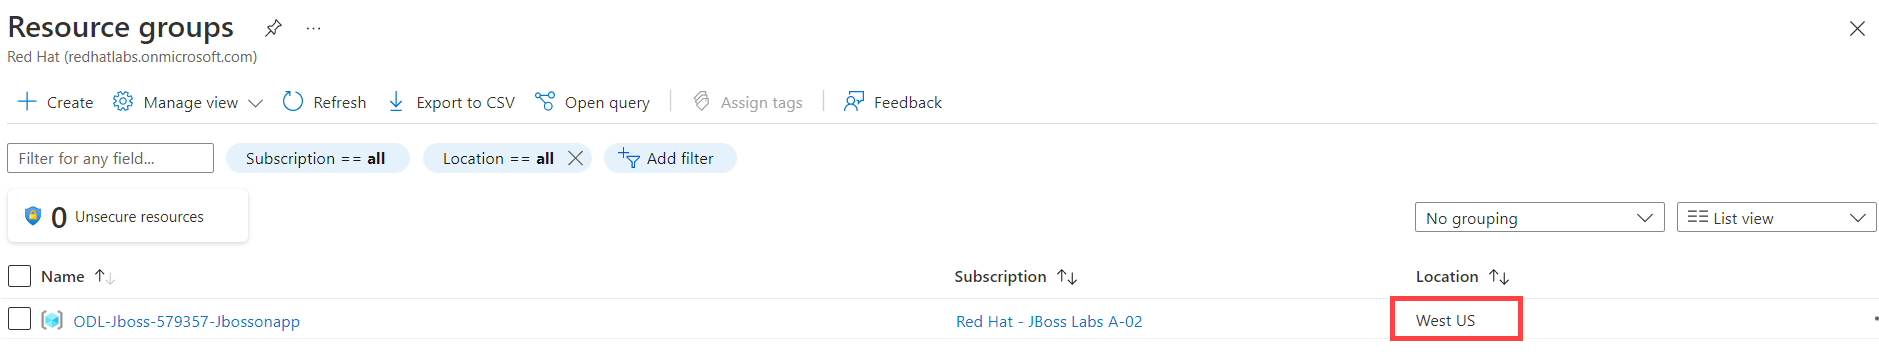 Resource groups
Red Hat (redhatlabs.onmicrosoft.com)
Create Manage view Refresh Export to CSV Open query Assign tags Feedback
Filter for any field... Subscription == all Location == all Add filter
0 Unsecure resources
No grouping List view
Name Subscription Location
ODL-Jboss-579357-Jbossonapp Red Hat - JBoss Labs A-02 West US